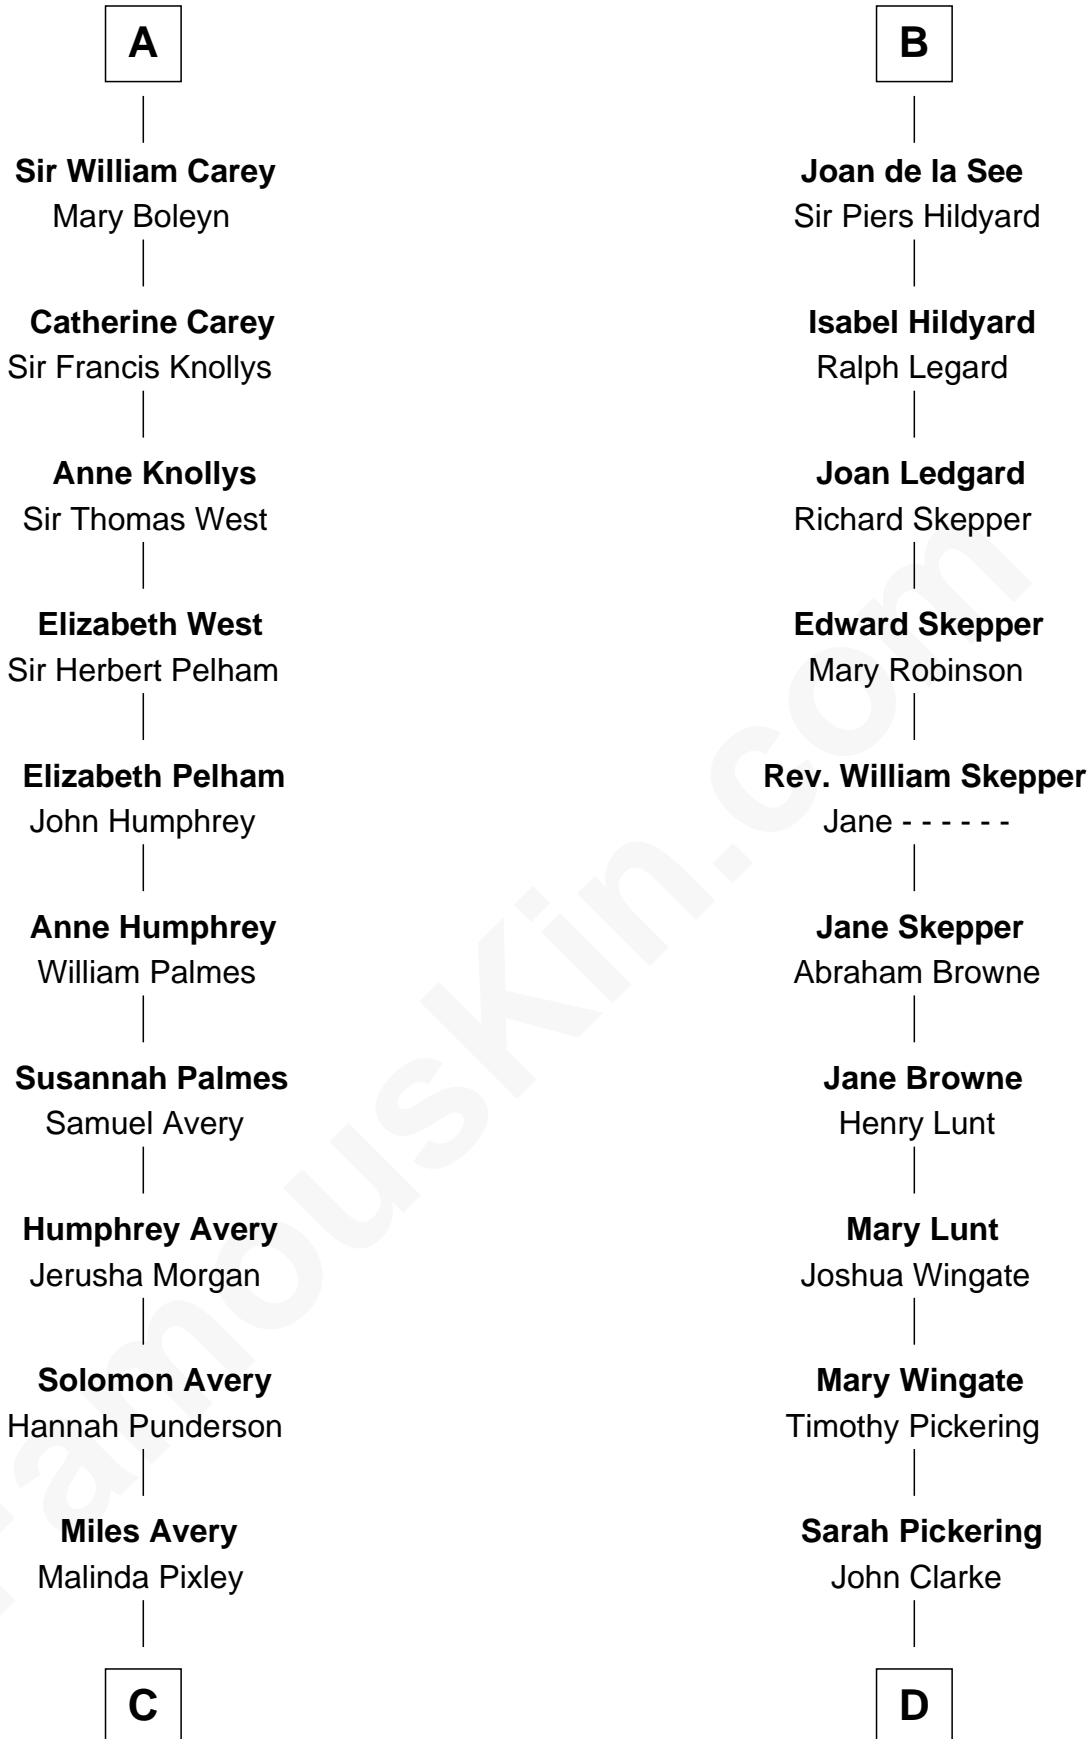 A
Sir William Carey
Mary Boleyn
Catherine Carey
Sir Francis Knollys
Anne Knollys
Sir Thomas West
Elizabeth West
Sir Herbert Pelham
Elizabeth Pelham
John Humphrey
Anne Humphrey
William Palmes
Susannah Palmes
Samuel Avery
Humphrey Avery
Jerusha Morgan
Solomon Avery
Hannah Punderson
Miles Avery
Malinda Pixley
C
B
Joan de la See
Sir Piers Hildyard
Isabel Hildyard
Ralph Legard
Joan Ledgard
Richard Skepper
Edward Skepper
Mary Robinson
Rev. William Skepper
Jane - - - - - -
Jane Skepper
Abraham Browne
Jane Browne
Henry Lunt
Mary Lunt
Joshua Wingate
Mary Wingate
Timothy Pickering
Sarah Pickering
John Clarke
D
FamousKin.com